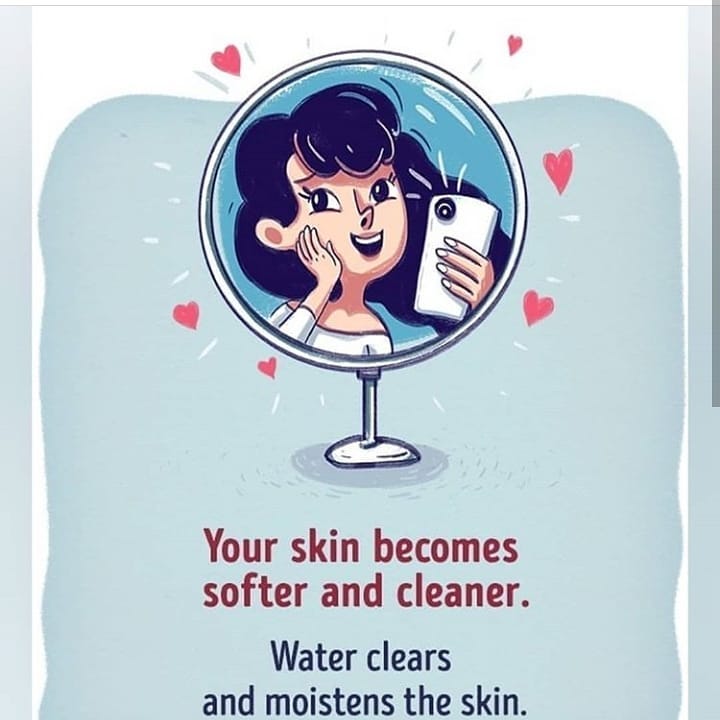 Your skin becomes
softer and cleaner.
Water clears
and moistens the skin.